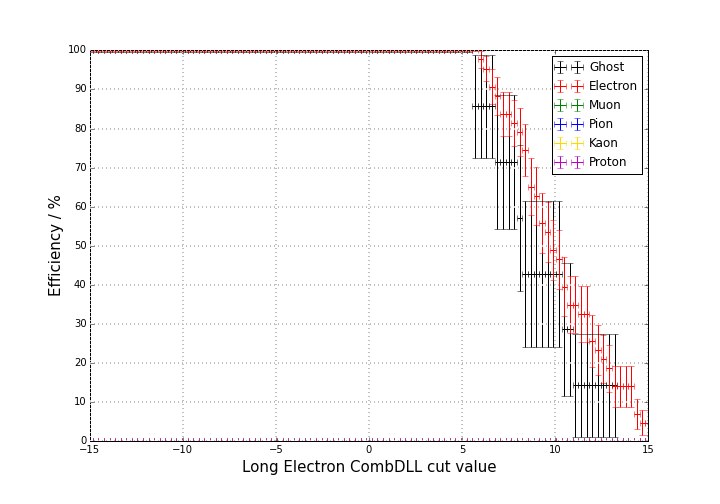 100
90
80
70
60
50
40
30
20
10
0
Efficiency / %
Ghost
Electron
Muon
Pion
Kaon
Proton
−15 −10 −5 0 5 10 15
Long Electron CombDLL cut value